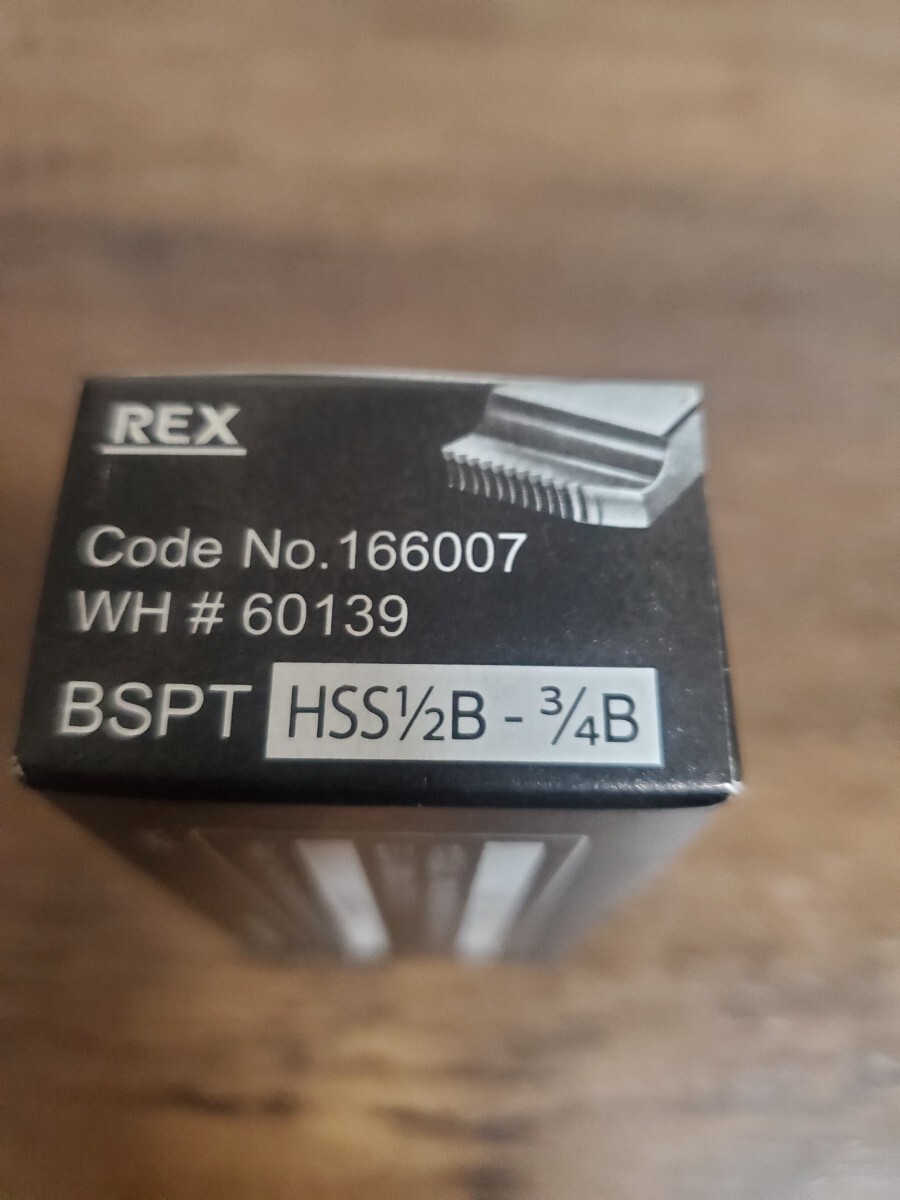 REX
Code No.166007
WH # 60139
BSPT HSS½B - ¾B